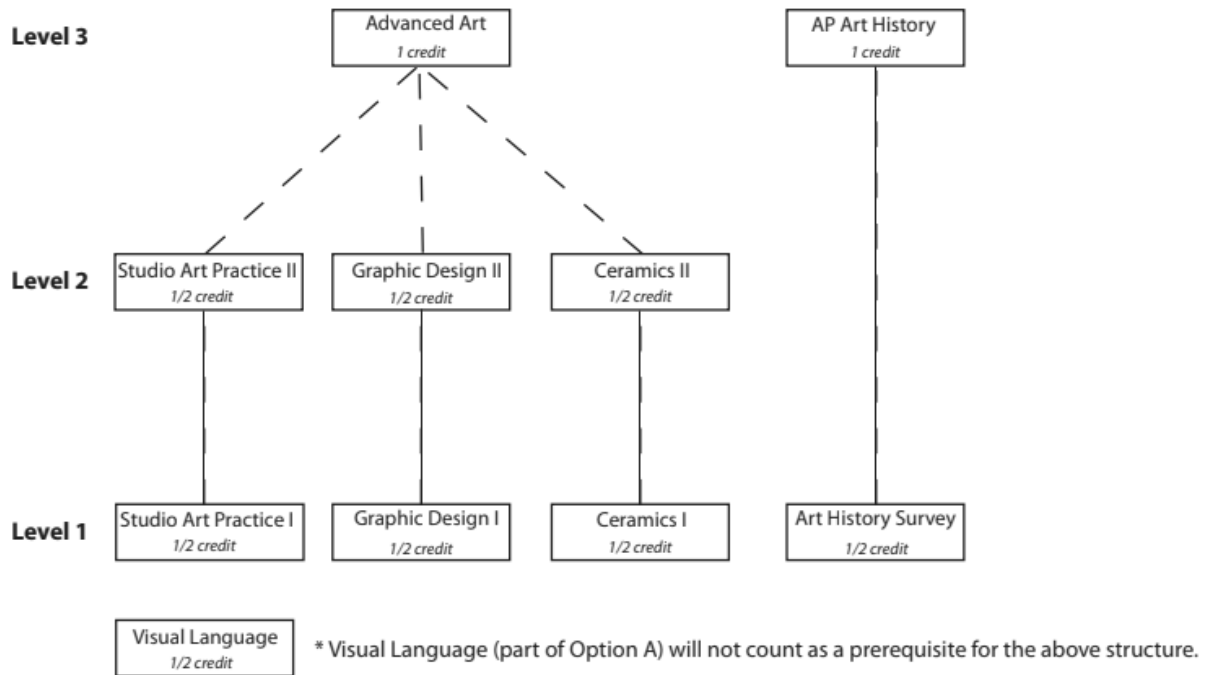 Level 3
Advanced Art
1 credit
AP Art History
1 credit
Level 2
Studio Art Practice II
1/2 credit
Graphic Design II
1/2 credit
Ceramics II
1/2 credit
Level 1
Studio Art Practice I
1/2 credit
Graphic Design I
1/2 credit
Ceramics I
1/2 credit
Art History Survey
1/2 credit
Visual Language
1/2 credit
* Visual Language (part of Option A) will not count as a prerequisite for the above structure.